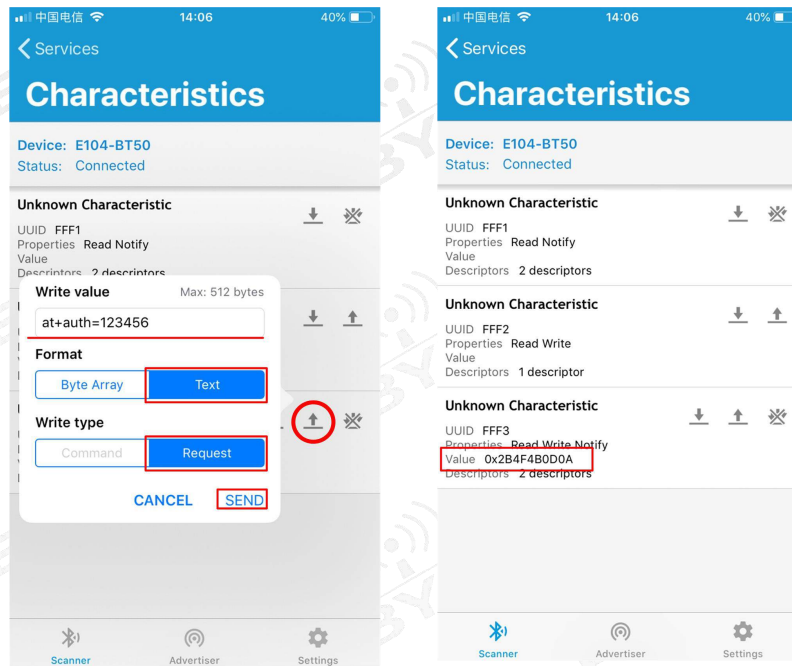 中国电信 14:06 40%
Services
Characteristics
Device: E104-BT50
Status: Connected
Unknown Characteristic
UUID FFF1
Properties Read Notify
Value
Descriptors 2 descriptors
Write value Max: 512 bytes
at+auth=123456
Format
Byte Array Text
Write type
Command Request
CANCEL SEND
Scanner Advertiser Settings
中国电信 14:06 40%
Services
Characteristics
Device: E104-BT50
Status: Connected
Unknown Characteristic
UUID FFF1
Properties Read Notify
Value
Descriptors 2 descriptors
Unknown Characteristic
UUID FFF2
Properties Read Write
Value
Descriptors 1 descriptor
Unknown Characteristic
UUID FFF3
Properties Read Write Notify
Value 0x2B4F4B0D0A
Descriptors 2 descriptors
Scanner Advertiser Settings